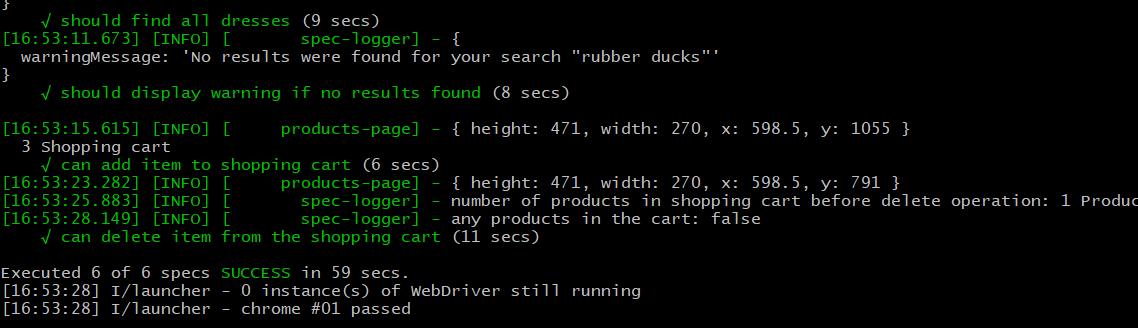 }
√ should find all dresses (9 secs)
[16:53:11.673] [INFO] [ spec-logger] - {
warningMessage: 'No results were found for your search "rubber ducks"'
}
√ should display warning if no results found (8 secs)
[16:53:15.615] [INFO] [ products-page] - { height: 471, width: 270, x: 598.5, y: 1055 }
3 Shopping cart
√ can add item to shopping cart (6 secs)
[16:53:23.282] [INFO] [ products-page] - { height: 471, width: 270, x: 598.5, y: 791 }
[16:53:25.883] [INFO] [ spec-logger] - number of products in shopping cart before delete operation: 1 Produc
[16:53:28.149] [INFO] [ spec-logger] - any products in the cart: false
√ can delete item from the shopping cart (11 secs)
Executed 6 of 6 specs SUCCESS in 59 secs.
[16:53:28] I/launcher - 0 instance(s) of WebDriver still running
[16:53:28] I/launcher - chrome #01 passed